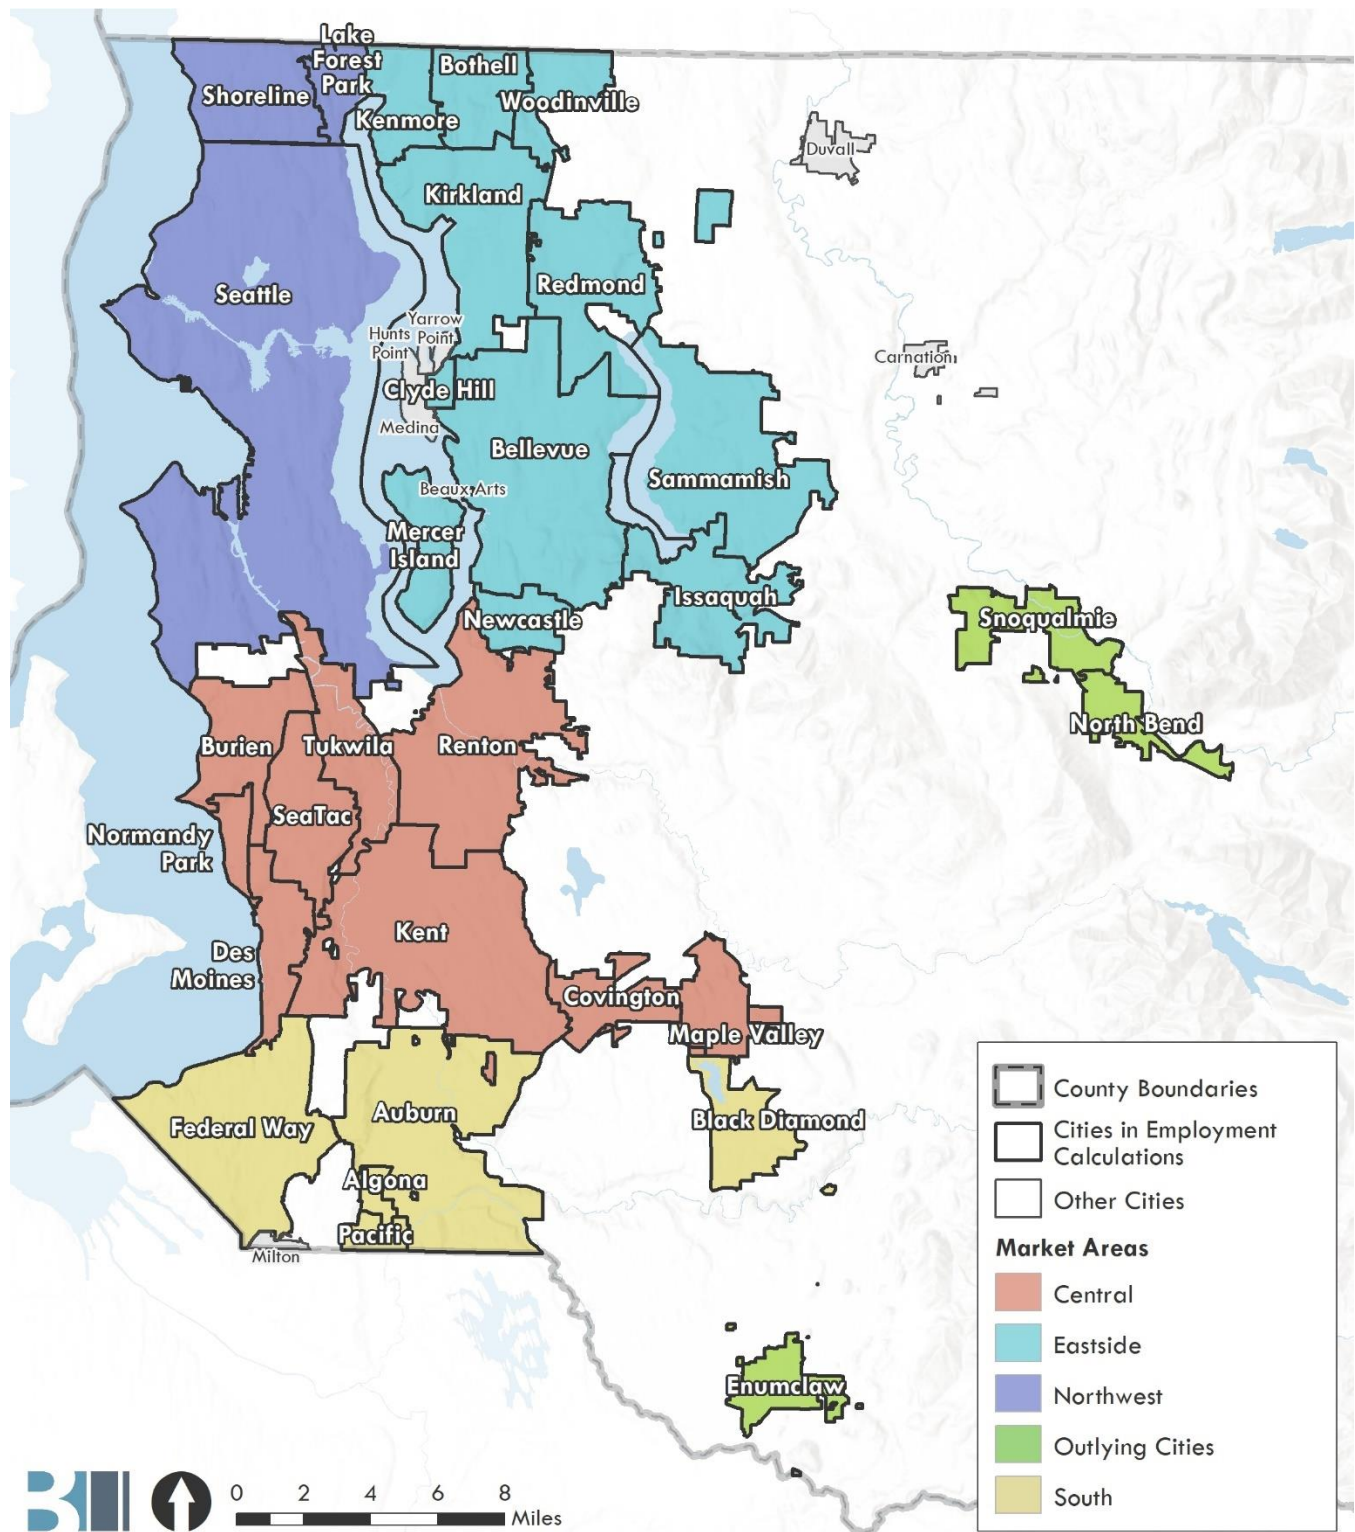 Lake
Forest
Park
Shoreline
Bothell
Woodinville
Kenmore
Duvall
Kirkland
Redmond
Seattle
Yarrow
Point
Hunts
Point
Carnation
Clyde Hill
Medina
Bellevue
Sammamish
Beaux Arts
Mercer
Island
Issaquah
Newcastle
Snoqualmie
North Bend
Burien
Tukwila
Renton
SeaTac
Normandy
Park
Kent
Des
Moines
Covington
Maple Valley
Federal Way
Auburn
Black Diamond
Algona
Pacific
Milton
Enumclaw
County Boundaries
Cities in Employment
Calculations
Other Cities
Market Areas
Central
Eastside
Northwest
Outlying Cities
South
0 2 4 6 8
Miles